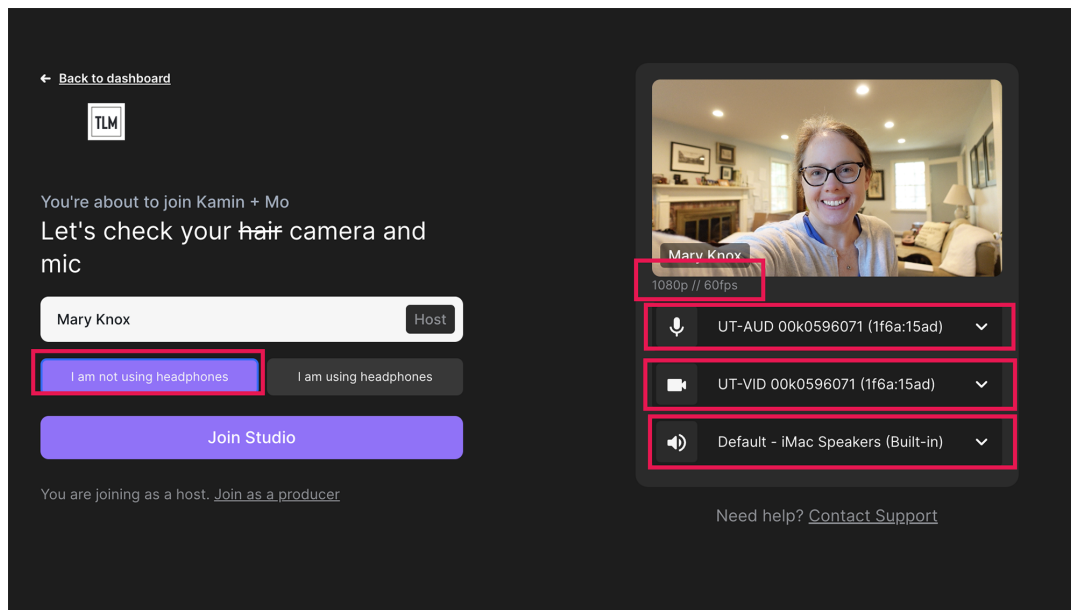 Back to dashboard
TLM
You're about to join Kamin + Mo
Let's check your hair camera and
mic
Mary Knox
Host
I am not using headphones
I am using headphones
Join Studio
You are joining as a host. Join as a producer
Mary Knox
1080p // 60fps
UT-AUD 00k0596071 (1f6a:15ad)
UT-VID 00k0596071 (1f6a:15ad)
Default - iMac Speakers (Built-in)
Need help? Contact Support